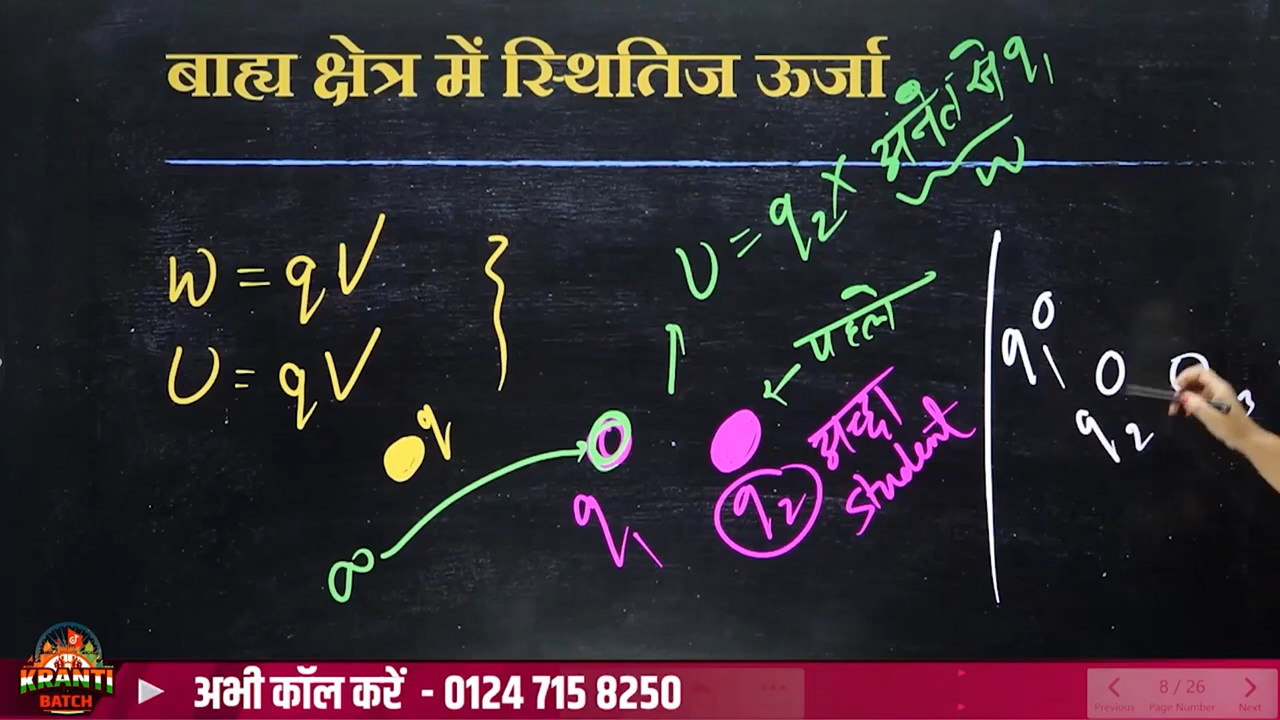 बाह्य क्षेत्र में स्थितिज ऊर्जा
W = qV
U = qV
q
∞
q1
q2
U = q2 × अनंत से q1
W
पहले
अच्छा
student
q1
q2
3
KRANTI
BATCH
अभी कॉल करें - 0124 715 8250
8 / 26
Previous Page Number Next